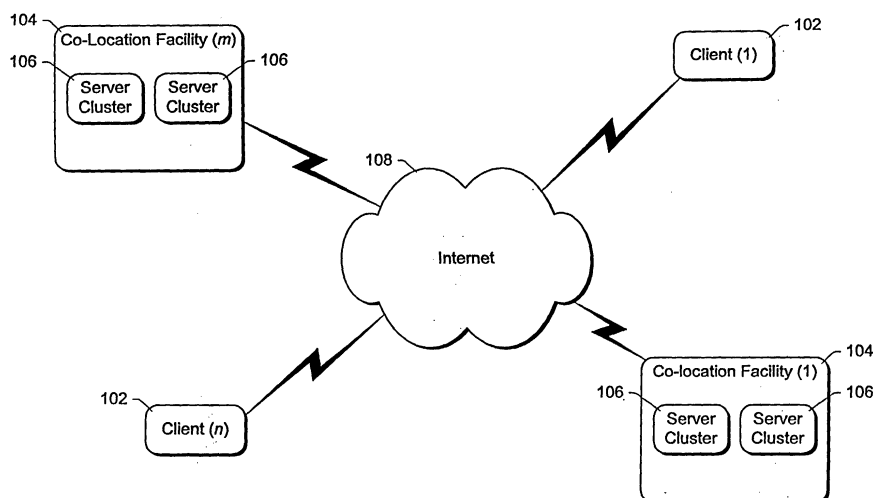 104
Co-Location Facility (m)
106
106
Server
Cluster
Server
Cluster
102
Client (1)
108
Internet
102
Client (n)
104
Co-location Facility (1)
106
106
Server
Cluster
Server
Cluster